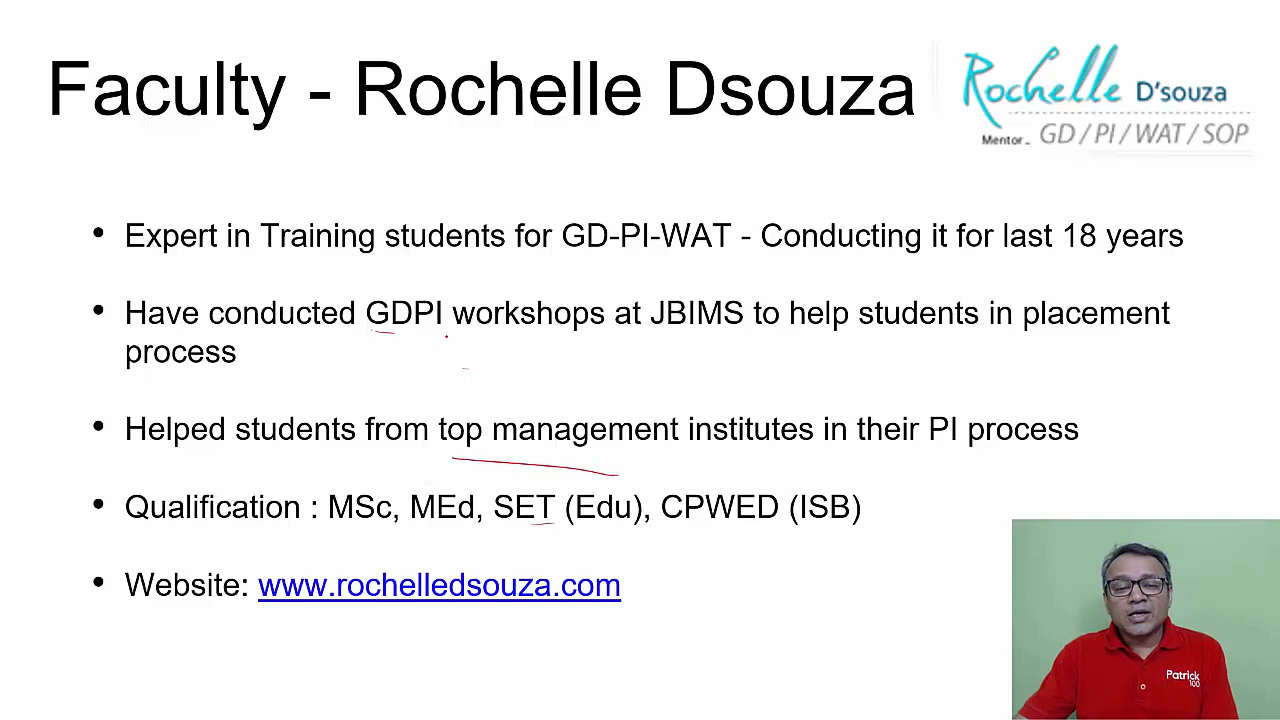 Faculty - Rochelle Dsouza
Rochelle D'souza
Mentor... GD / PI / WAT / SOP
• Expert in Training students for GD-PI-WAT - Conducting it for last 18 years
• Have conducted GDPI workshops at JBIMS to help students in placement
process
• Helped students from top management institutes in their PI process
• Qualification : MSc, MEd, SET (Edu), CPWED (ISB)
• Website: www.rochelledsouza.com
Patrick
100